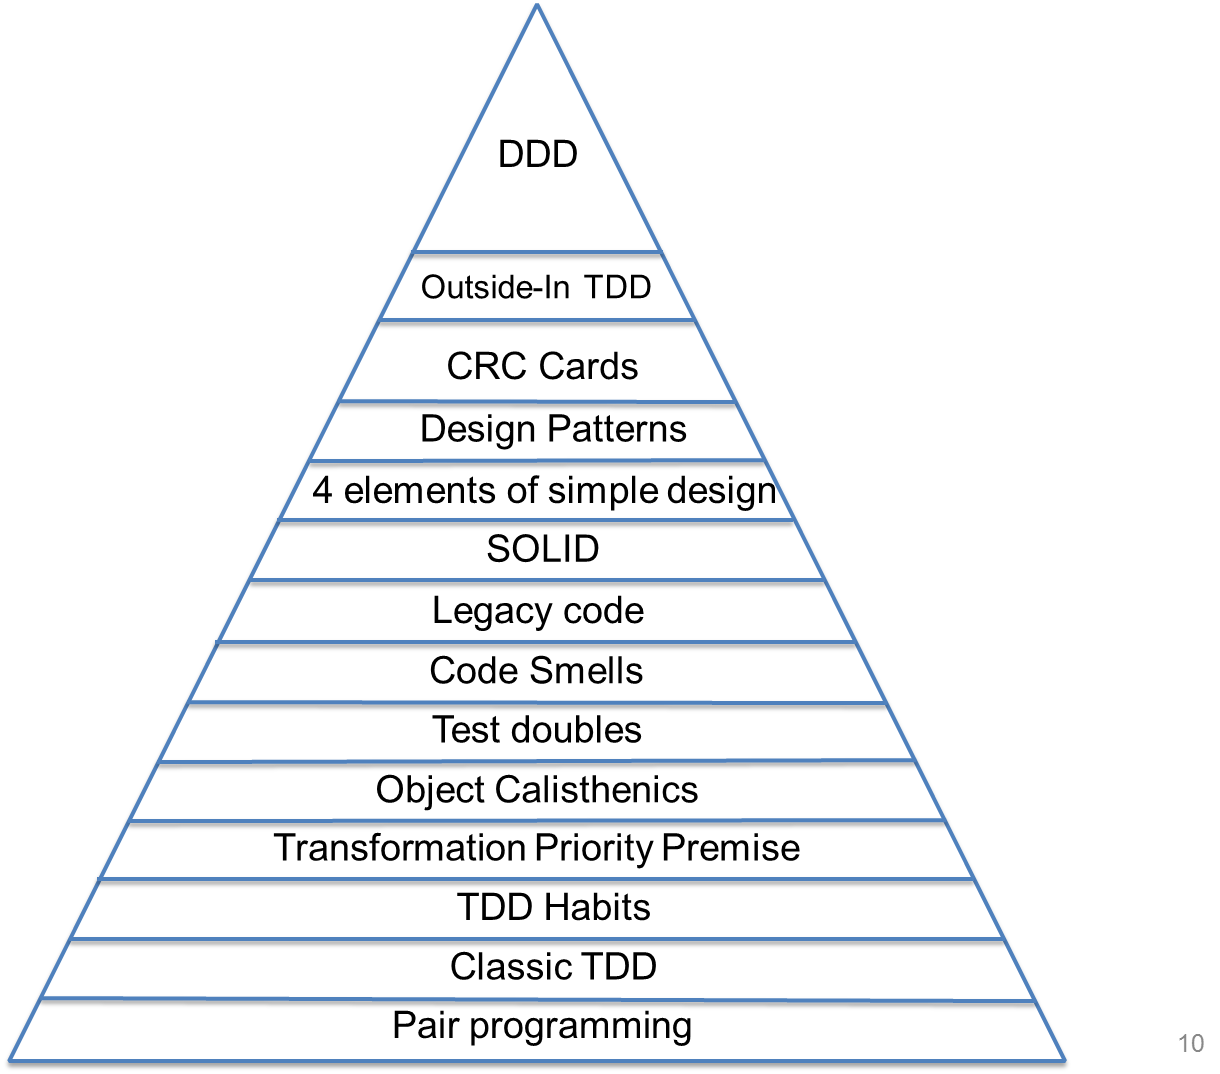 DDD
Outside-In TDD
CRC Cards
Design Patterns
4 elements of simple design
SOLID
Legacy code
Code Smells
Test doubles
Object Calisthenics
Transformation Priority Premise
TDD Habits
Classic TDD
Pair programming
10